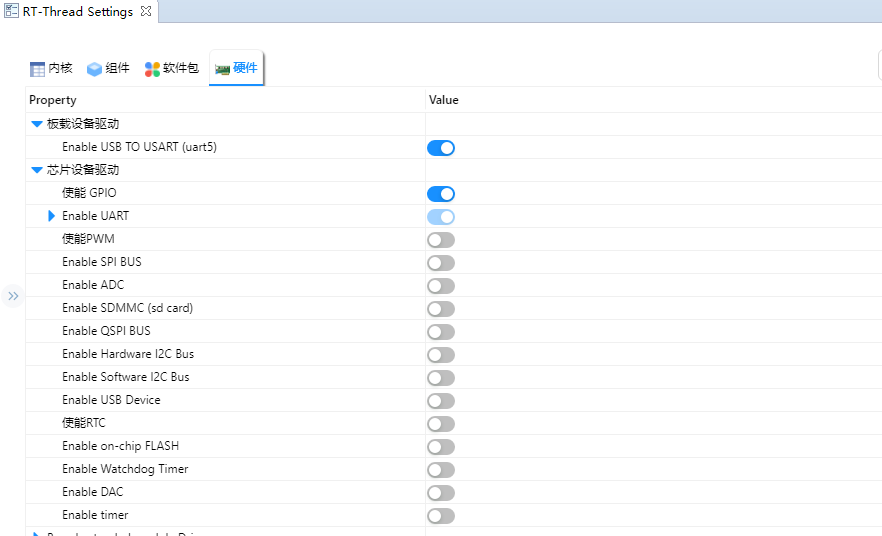 RT-Thread Settings
内核 组件 软件包 硬件
Property Value
板载设备驱动
Enable USB TO USART (uart5)
芯片设备驱动
使能 GPIO
Enable UART
使能PWM
Enable SPI BUS
Enable ADC
Enable SDMMC (sd card)
Enable QSPI BUS
Enable Hardware I2C Bus
Enable Software I2C Bus
Enable USB Device
使能RTC
Enable on-chip FLASH
Enable Watchdog Timer
Enable DAC
Enable timer